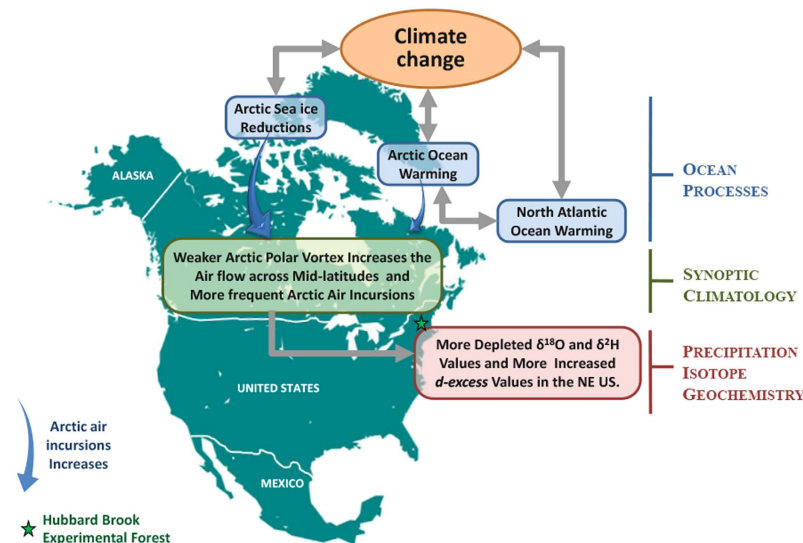 Climate
change
Arctic Sea ice
Reductions
Arctic Ocean
Warming
North Atlantic
Ocean Warming
OCEAN
PROCESSES
ALASKA
Weaker Arctic Polar Vortex Increases the
Air flow across Mid-latitudes and
More frequent Arctic Air Incursions
SYNOPTIC
CLIMATOLOGY
More Depleted δ¹⁸O and δ²H
Values and More Increased
d-excess Values in the NE US.
PRECIPITATION
ISOTOPE
GEOCHEMISTRY
UNITED STATES
MEXICO
Arctic air
incursions
Increases
Hubbard Brook
Experimental Forest